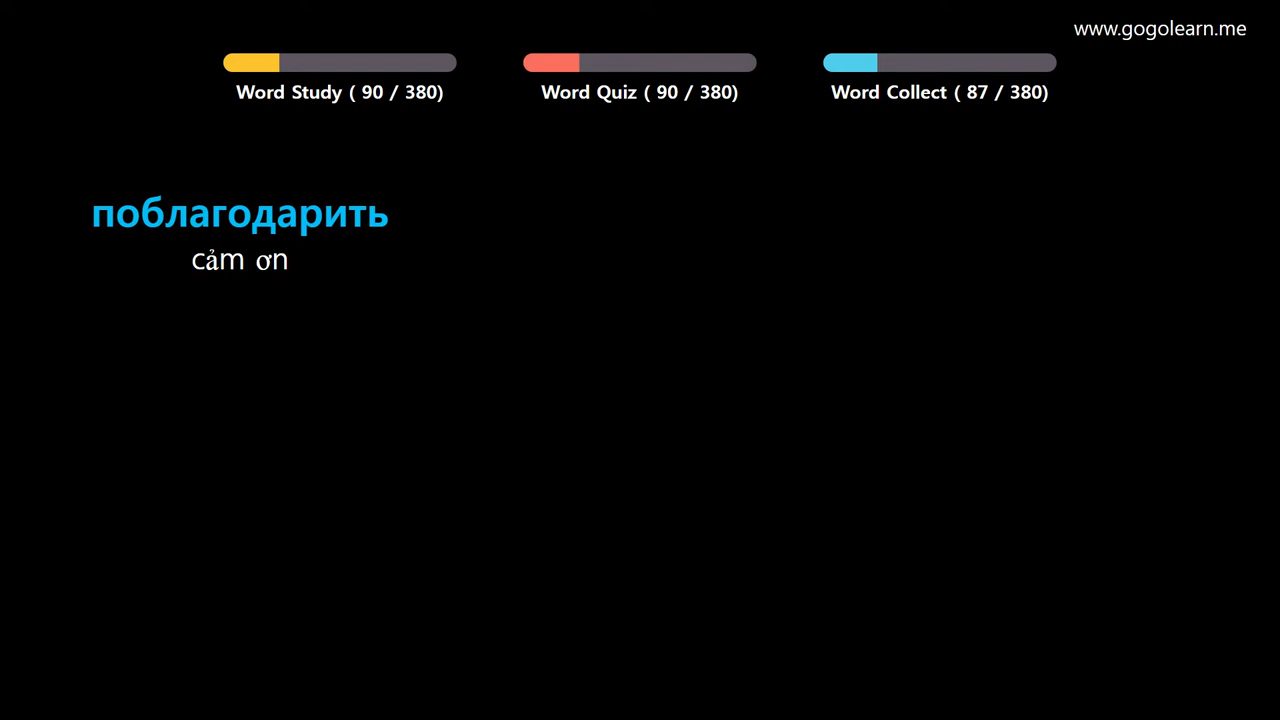 www.gogolearn.me
Word Study ( 90 / 380)
Word Quiz ( 90 / 380)
Word Collect ( 87 / 380)
поблагодарить
cảm ơn